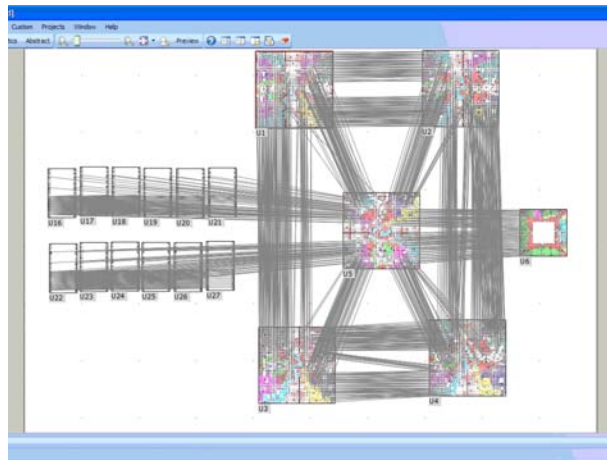 Custom Projects Window Help
Abstract Preview
U1 U2
U16 U17 U18 U19 U20 U21
U5
U6
U22 U23 U24 U25 U26 U27
U3 U4